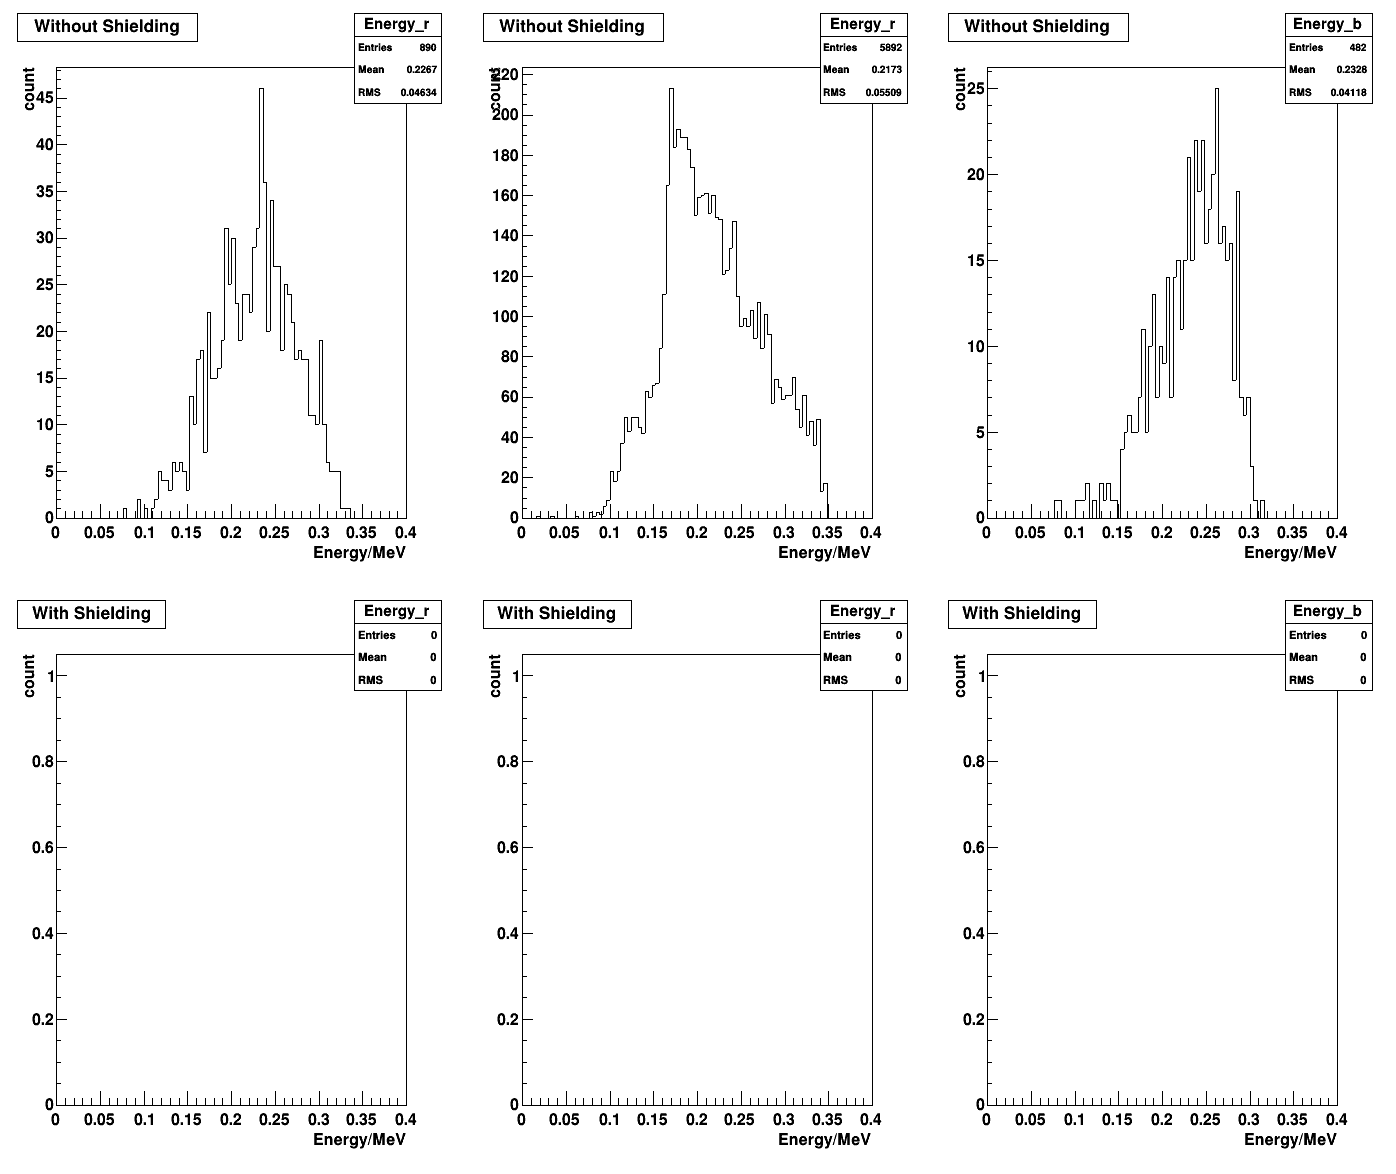 Without Shielding
Energy_r
Entries 890
Mean 0.2267
RMS 0.04634
count
45
40
35
30
25
20
15
10
5
0
0 0.05 0.1 0.15 0.2 0.25 0.3 0.35 0.4
Energy/MeV
Without Shielding
Energy_r
Entries 5892
Mean 0.2173
RMS 0.05509
count
220
200
180
160
140
120
100
80
60
40
20
0
0 0.05 0.1 0.15 0.2 0.25 0.3 0.35 0.4
Energy/MeV
Without Shielding
Energy_b
Entries 482
Mean 0.2328
RMS 0.04118
count
25
20
15
10
5
0
0 0.05 0.1 0.15 0.2 0.25 0.3 0.35 0.4
Energy/MeV
With Shielding
Energy_r
Entries 0
Mean 0
RMS 0
count
1
0.8
0.6
0.4
0.2
0
0 0.05 0.1 0.15 0.2 0.25 0.3 0.35 0.4
Energy/MeV
With Shielding
Energy_r
Entries 0
Mean 0
RMS 0
count
1
0.8
0.6
0.4
0.2
0
0 0.05 0.1 0.15 0.2 0.25 0.3 0.35 0.4
Energy/MeV
With Shielding
Energy_b
Entries 0
Mean 0
RMS 0
count
1
0.8
0.6
0.4
0.2
0
0 0.05 0.1 0.15 0.2 0.25 0.3 0.35 0.4
Energy/MeV